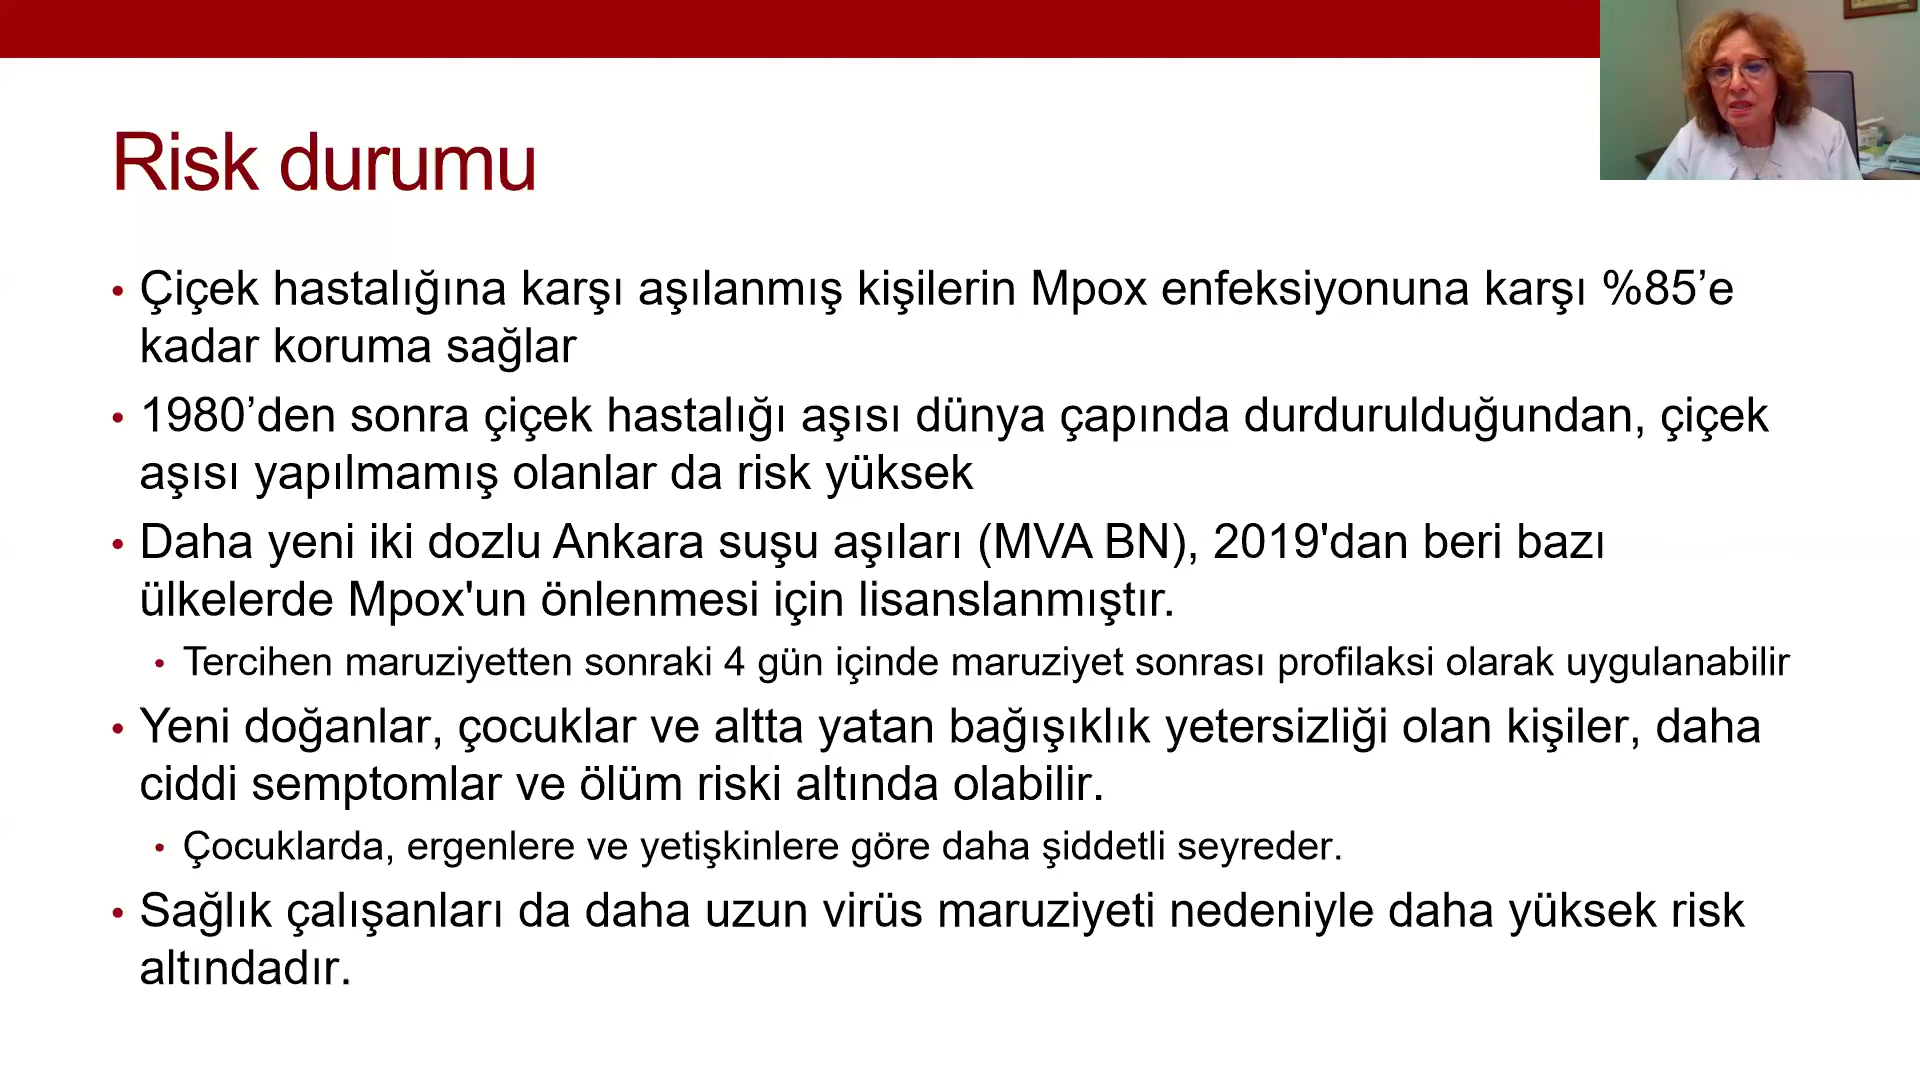 Risk durumu
• Çiçek hastalığına karşı aşılanmış kişilerin Mpox enfeksiyonuna karşı %85’e
kadar koruma sağlar
• 1980’den sonra çiçek hastalığı aşısı dünya çapında durdurulduğundan, çiçek
aşısı yapılmamış olanlar da risk yüksek
• Daha yeni iki dozlu Ankara suşu aşıları (MVA BN), 2019'dan beri bazı
ülkelerde Mpox'un önlenmesi için lisanslanmıştır.
• Tercihen maruziyetten sonraki 4 gün içinde maruziyet sonrası profilaksi olarak uygulanabilir
• Yeni doğanlar, çocuklar ve altta yatan bağışıklık yetersizliği olan kişiler, daha
ciddi semptomlar ve ölüm riski altında olabilir.
• Çocuklarda, ergenlere ve yetişkinlere göre daha şiddetli seyreder.
• Sağlık çalışanları da daha uzun virüs maruziyeti nedeniyle daha yüksek risk
altındadır.